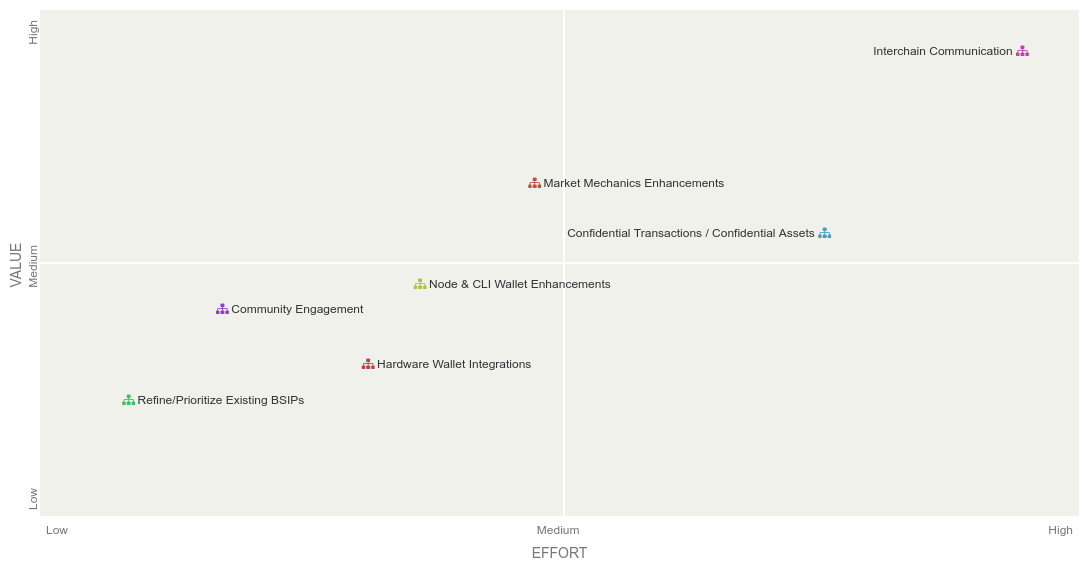 High
Interchain Communication
Market Mechanics Enhancements
Confidential Transactions / Confidential Assets
VALUE
Medium
Node & CLI Wallet Enhancements
Community Engagement
Hardware Wallet Integrations
Refine/Prioritize Existing BSIPs
Low
Low
Medium
High
EFFORT